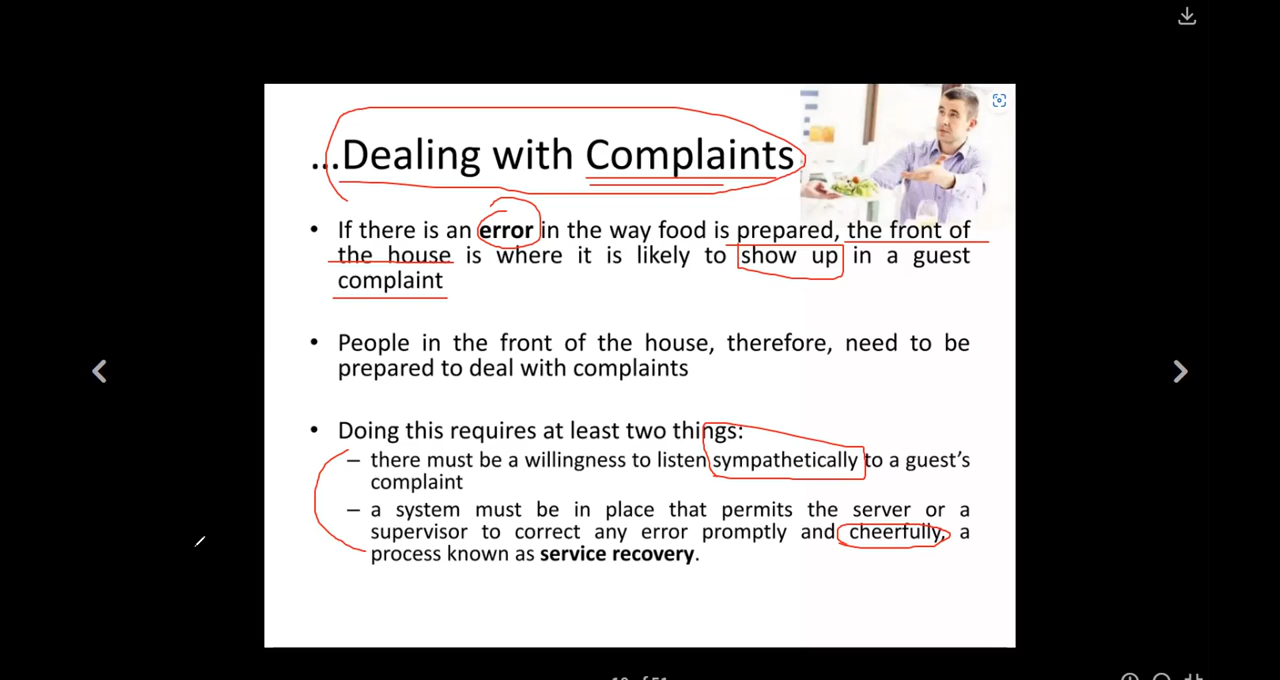 ...Dealing with Complaints
• If there is an error in the way food is prepared, the front of
the house is where it is likely to show up in a guest
complaint
• People in the front of the house, therefore, need to be
prepared to deal with complaints
• Doing this requires at least two things:
– there must be a willingness to listen sympathetically to a guest's
complaint
– a system must be in place that permits the server or a
supervisor to correct any error promptly and cheerfully, a
process known as service recovery.